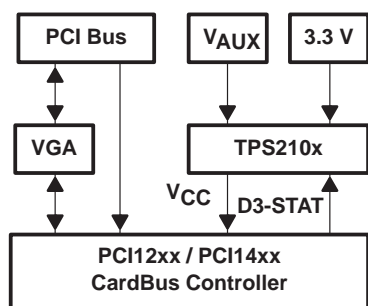 PCI Bus
VAUX
3.3 V
VGA
TPS210x
VCC
D3-STAT
PCI12xx / PCI14xx
CardBus Controller